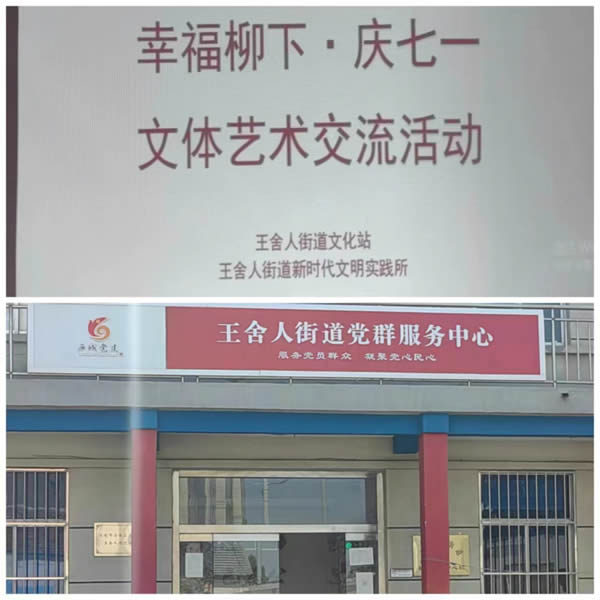 幸福柳下·庆七一
文体艺术交流活动
王舍人街道文化站
王舍人街道新时代文明实践所
王舍人街道党群服务中心
服务党员群众 凝聚党心民心